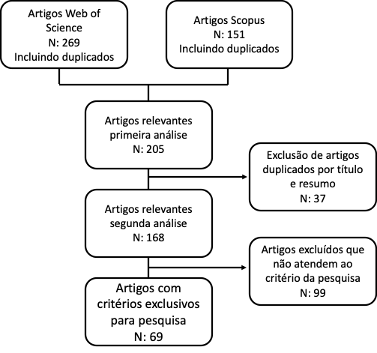 Artigos Web of
Science
N: 269
Incluindo duplicados
Artigos Scopus
N: 151
Incluindo duplicados
Artigos relevantes
primeira análise
N: 205
Exclusão de artigos
duplicados por título
e resumo
N: 37
Artigos relevantes
segunda análise
N: 168
Artigos excluídos que
não atendem ao
critério da pesquisa
N: 99
Artigos com
critérios exclusivos
para pesquisa
N: 69